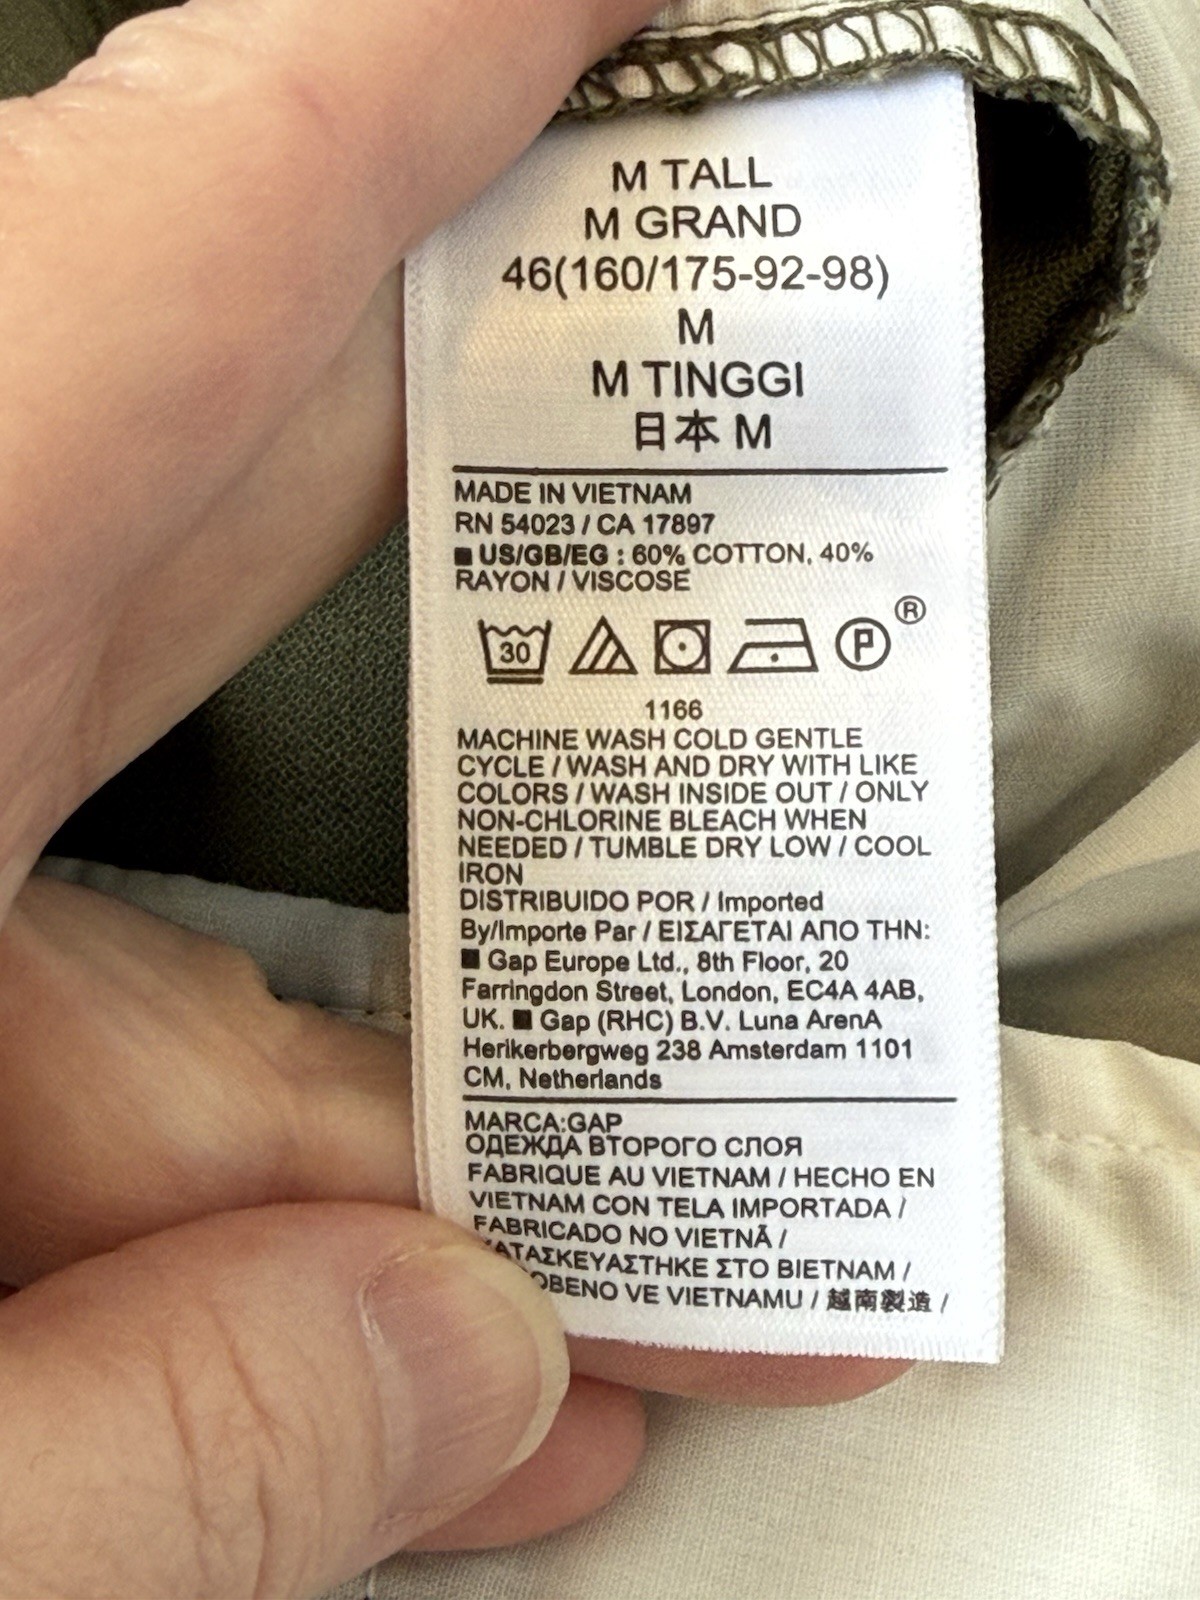 M TALL
M GRAND
46(160/175-92-98)
M
M TINGGI
日本 M
MADE IN VIETNAM
RN 54023 / CA 17897
■ US/GB/EG : 60% COTTON, 40%
RAYON / VISCOSE
30 P ®
1166
MACHINE WASH COLD GENTLE
CYCLE / WASH AND DRY WITH LIKE
COLORS / WASH INSIDE OUT / ONLY
NON-CHLORINE BLEACH WHEN
NEEDED / TUMBLE DRY LOW / COOL
IRON
DISTRIBUIDO POR / Imported
By/Importe Par / ΕΙΣΑΓΕΤΑΙ ΑΠΟ ΤΗΝ:
■ Gap Europe Ltd., 8th Floor, 20
Farringdon Street, London, EC4A 4AB,
UK. ■ Gap (RHC) B.V. Luna ArenA
Herikerbergweg 238 Amsterdam 1101
CM, Netherlands
MARCA:GAP
ОДЕЖДА ВТОРОГО СЛОЯ
FABRIQUE AU VIETNAM / HECHO EN
VIETNAM CON TELA IMPORTADA /
FABRICADO NO VIETNÃ /
ΚΑΤΑΣΚΕΥΑΣΤΗΚΕ ΣΤΟ ΒΙΕΤΝΑΜ /
VE VIETNAMU / 越南製造 /